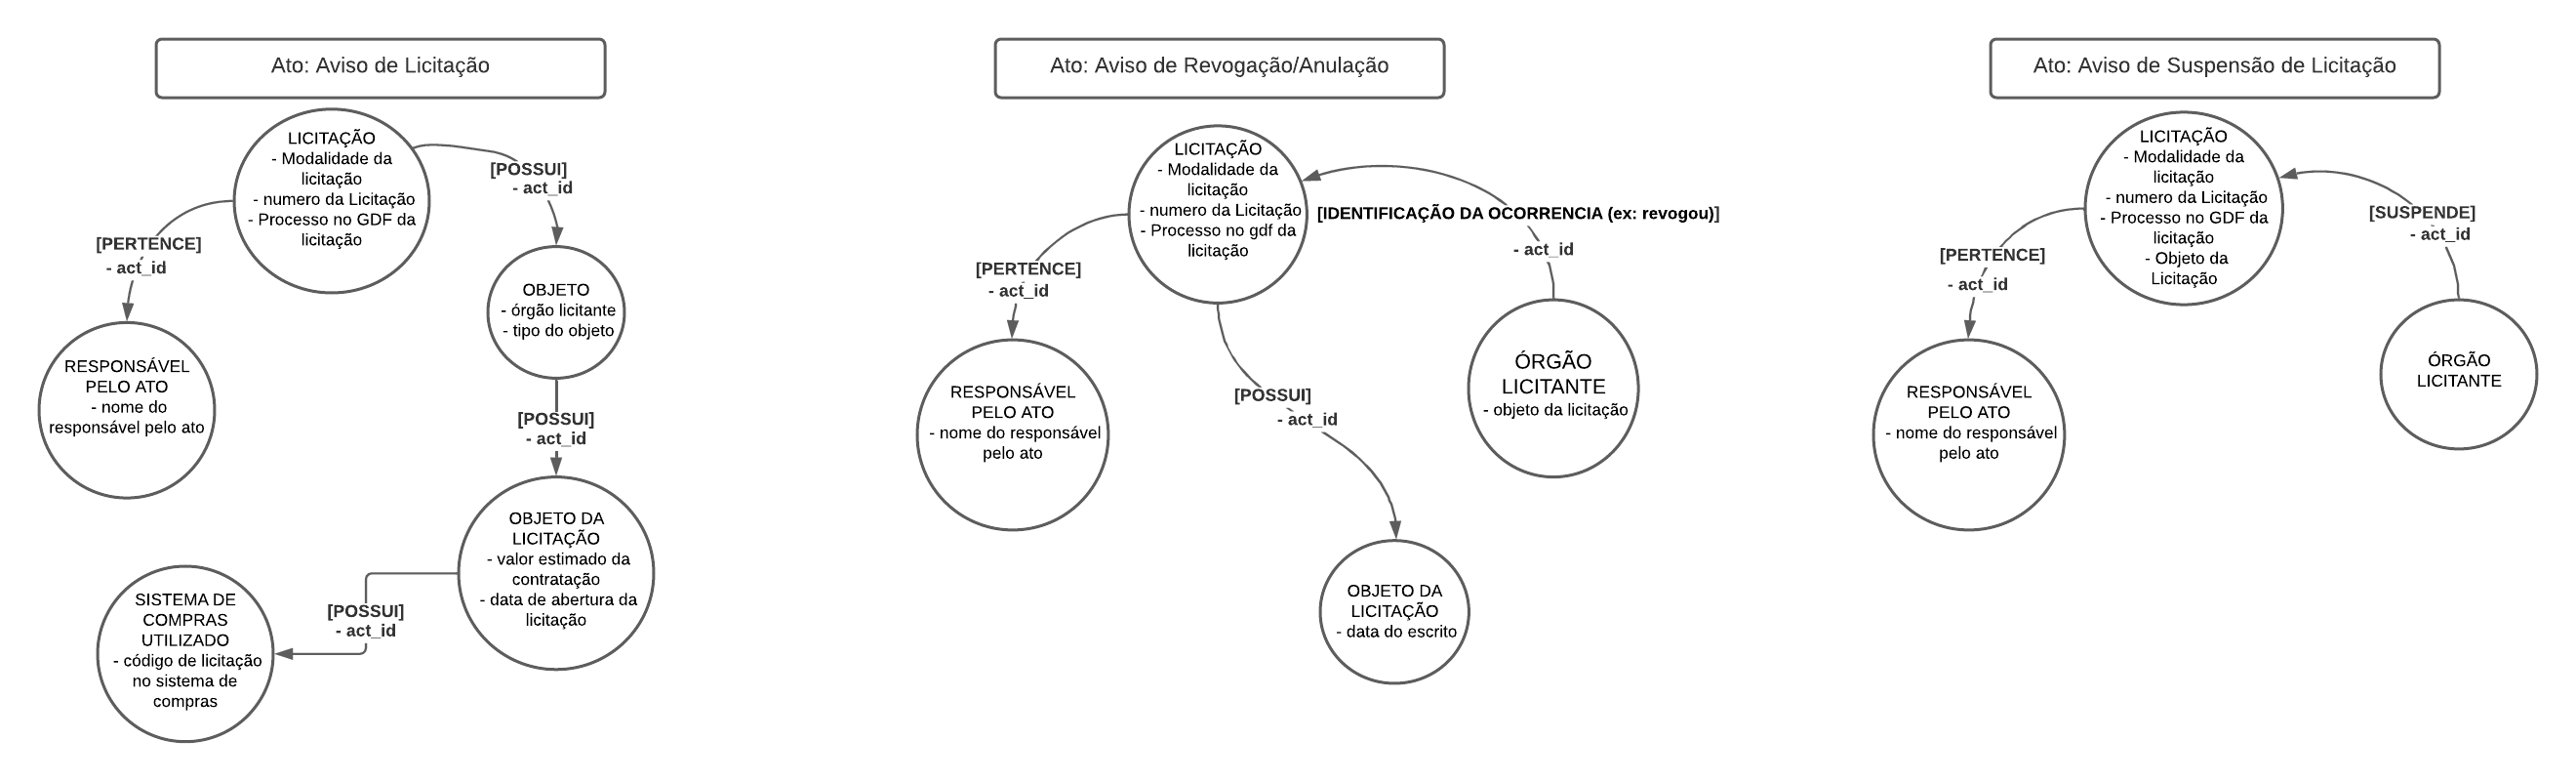 Ato: Aviso de Licitação
LICITAÇÃO
- Modalidade da
licitação
- numero da Licitação
- Processo no GDF da
licitação
[POSSUI]
- act_id
[PERTENCE]
- act_id
OBJETO
- órgão licitante
- tipo do objeto
RESPONSÁVEL
PELO ATO
- nome do
responsável pelo ato
[POSSUI]
- act_id
OBJETO DA
LICITAÇÃO
- valor estimado da
contratação
- data de abertura da
licitação
[POSSUI]
- act_id
SISTEMA DE
COMPRAS
UTILIZADO
- código de licitação
no sistema de
compras
Ato: Aviso de Revogação/Anulação
LICITAÇÃO
- Modalidade da
licitação
- numero da Licitação
- Processo no gdf da
licitação
[IDENTIFICAÇÃO DA OCORRENCIA (ex: revogou)]
- act_id
[PERTENCE]
- act_id
RESPONSÁVEL
PELO ATO
- nome do responsável
pelo ato
[POSSUI]
- act_id
ÓRGÃO
LICITANTE
- objeto da licitação
OBJETO DA
LICITAÇÃO
- data do escrito
Ato: Aviso de Suspensão de Licitação
LICITAÇÃO
- Modalidade da
licitação
- numero da Licitação
- Processo no GDF da
licitação
- Objeto da
Licitação
[SUSPENDE]
- act_id
[PERTENCE]
- act_id
RESPONSÁVEL
PELO ATO
- nome do responsável
pelo ato
ÓRGÃO
LICITANTE